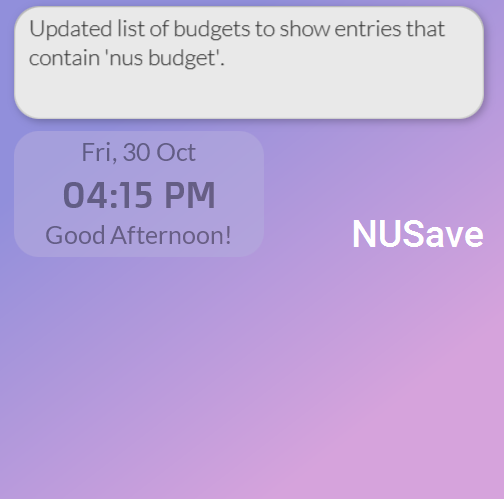 Updated list of budgets to show entries that
contain 'nus budget'.
Fri, 30 Oct
04:15 PM
Good Afternoon!
NUSave